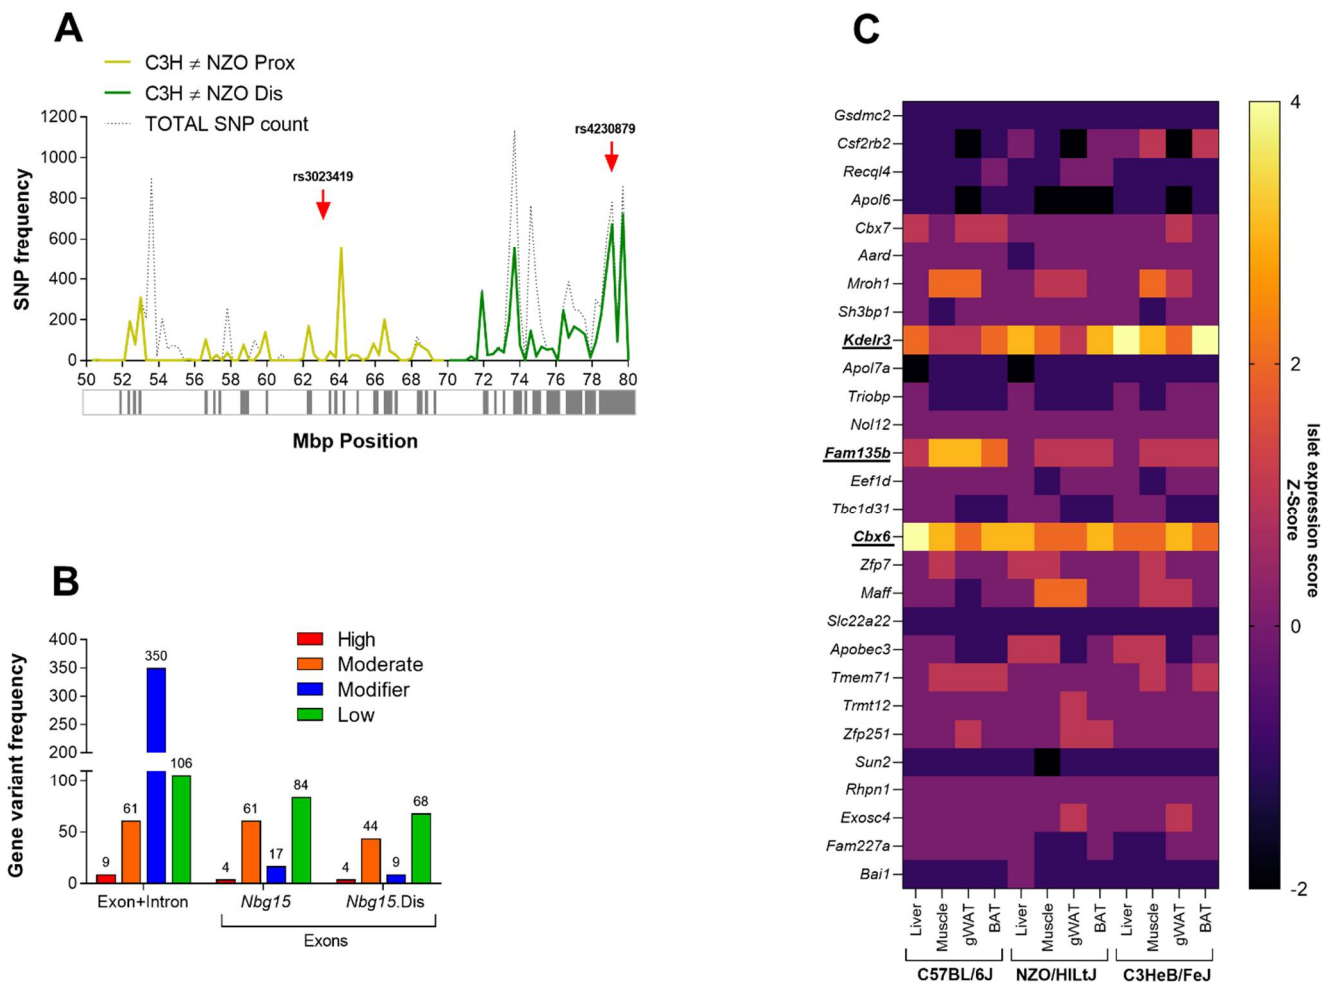 A
C3H ≠ NZO Prox
C3H ≠ NZO Dis
TOTAL SNP count
SNP frequency
1200
1000
800
600
400
200
0
rs3023419
rs4230879
50 52 54 56 58 60 62 64 66 68 70 72 74 76 78 80
Mbp Position
B
High
Moderate
Modifier
Low
Gene variant frequency
400
350
300
250
200
100
50
0
9 61 350 106
4 61 17 84
4 44 9 68
Exon+Intron Nbg15 Nbg15.Dis
Exons
C
Gsdmc2
Csf2rb2
Recql4
Apol6
Cbx7
Aard
Mroh1
Sh3bp1
Kdelr3
Apol7a
Triobp
Nol12
Fam135b
Eef1d
Tbc1d31
Cbx6
Zfp7
Maff
Slc22a22
Apobec3
Tmem71
Trmt12
Zfp251
Sun2
Rhpn1
Exosc4
Fam227a
Bai1
Liver Muscle gWAT BAT Liver Muscle gWAT BAT Liver Muscle gWAT BAT
C57BL/6J NZO/HILtJ C3HeB/FeJ
4
2
0
-2
Islet expression score
Z-Score